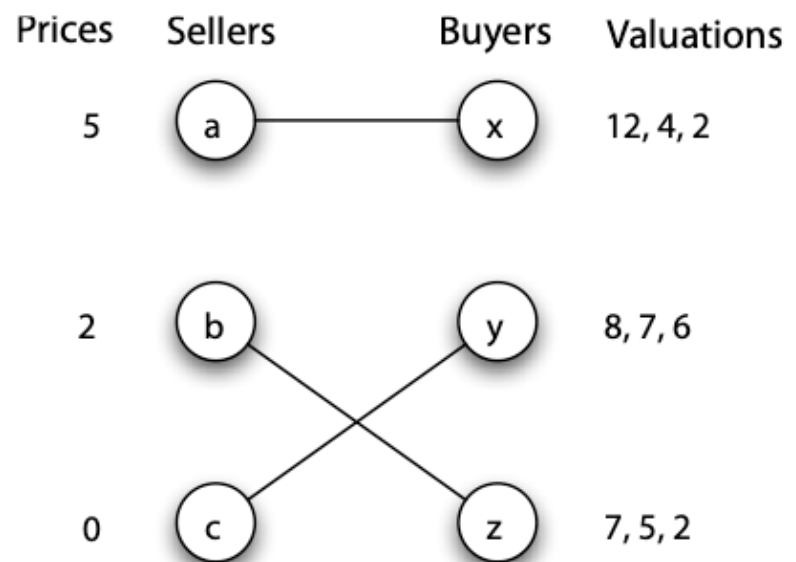 Prices Sellers Buyers Valuations
5 a x 12, 4, 2
2 b y 8, 7, 6
0 c z 7, 5, 2